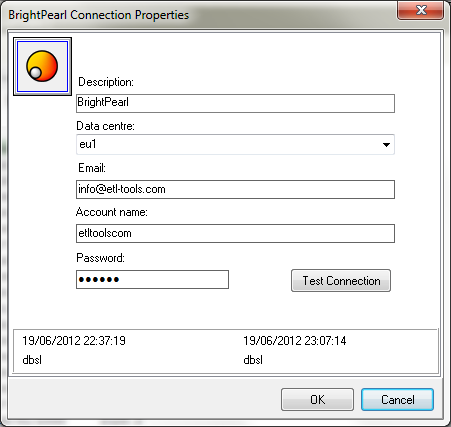 BrightPearl Connection Properties
Description:
BrightPearl
Data centre:
eu1
Email:
info@etl-tools.com
Account name:
etltoolscom
Password:
●●●●●●
Test Connection
19/06/2012 22:37:19 19/06/2012 23:07:14
dbsl dbsl
OK Cancel